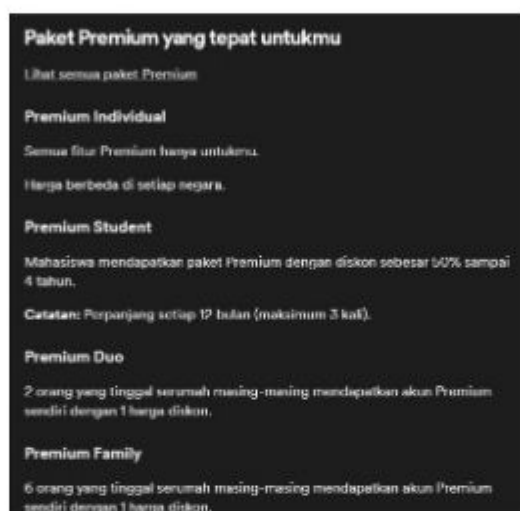 Paket Premium yang tepat untukmu
Lihat semua paket Premium
Premium Individual
Semua fitur Premium hanya untukmu.
Harga berbeda di setiap negara.
Premium Student
Mahasiswa mendapatkan paket Premium dengan diskon sebesar 50% sampai
4 tahun.
Catatan: Perpanjang setiap 12 bulan (maksimum 3 kali).
Premium Duo
2 orang yang tinggal serumah masing-masing mendapatkan akun Premium
sendiri dengan 1 harga diskon.
Premium Family
6 orang yang tinggal serumah masing-masing mendapatkan akun Premium
sendiri dengan 1 harga diskon.